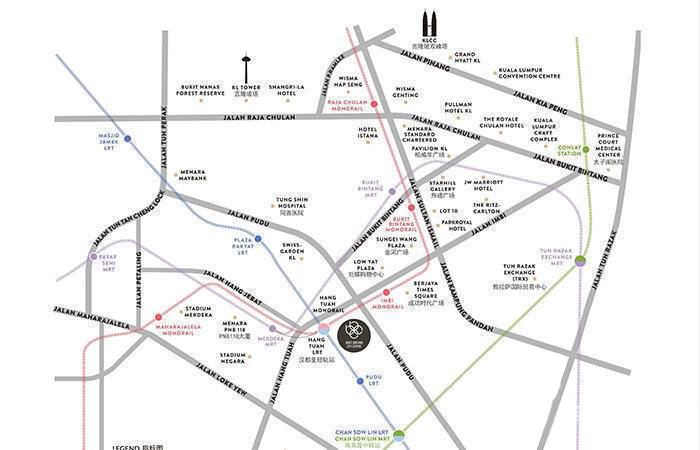 KLCC
吉隆坡双峰塔
JALAN PINANG
GRAND
HYATT KL
KUALA LUMPUR
CONVENTION CENTRE
JALAN P.RAMLEE
BUKIT NANAS
FOREST RESERVE
KL TOWER
吉隆坡塔
SHANGRI-LA
HOTEL
WISMA
HAP SENG
WISMA
GENTING
JALAN KIA PENG
RAJA CHULAN
MONORAIL
PULLMAN
HOTEL KL
JALAN RAJA CHULAN
JALAN RAJA CHULAN
THE ROYALE
CHULAN HOTEL
KUALA
LUMPUR
CRAFT
COMPLEX
HOTEL
ISTANA
MENARA
STANDARD
CHARTERED
PAVILION KL
柏威年广场
CONLAY
STATION
PRINCE
COURT
MEDICAL
CENTER
太子医院
JALAN BUKIT BINTANG
MASJID
JAMEK LRT
JALAN TUN PERAK
MENARA
MAYBANK
BUKIT
BINTANG MRT
STARHILL
GALLERY
升禧广场
JW MARRIOTT
HOTEL
THE RITZ-
CARLTON
JALAN TUN TAN CHENG LOCK
TUNG SHIN
HOSPITAL
同善医院
JALAN PUDU
JALAN BUKIT BINTANG
JALAN SULTAN ISMAIL
BUKIT
BINTANG
MONORAIL
LOT 10
PARKROYAL
HOTEL
JALAN IMBI
PLAZA
RAKYAT LRT
SWISS-
GARDEN
KL
SUNGEI WANG
PLAZA
金河广场
PASAR
SENI MRT
JALAN PETALING
LOW YAT
PLAZA
刘蝶购物中心
TUN RAZAK
EXCHANGE
MRT
TUN RAZAK
EXCHANGE
(TRX)
敦拉萨国际贸易中心
JALAN TUN RAZAK
JALAN HANG JEBAT
HANG
TUAH
MONORAIL
IMBI
MONORAIL
BERJAYA
TIMES
SQUARE
成功时代广场
JALAN KAMPUNG PANDAN
JALAN MAHARAJALELA
STADIUM
MERDEKA
MAHARAJALELA
MONORAIL
MENARA
PNB 118
PNB118大厦
MERDEKA
MRT
HANG
TUAH
LRT
汉都亚轻轨站
STADIUM
NEGARA
JALAN HANG TUAH
JALAN PUDU
JALAN LOKE YEW
PUDU
LRT
CHAN SOW LIN LRT
CHAN SOW LIN MRT
LEGEND 指标图